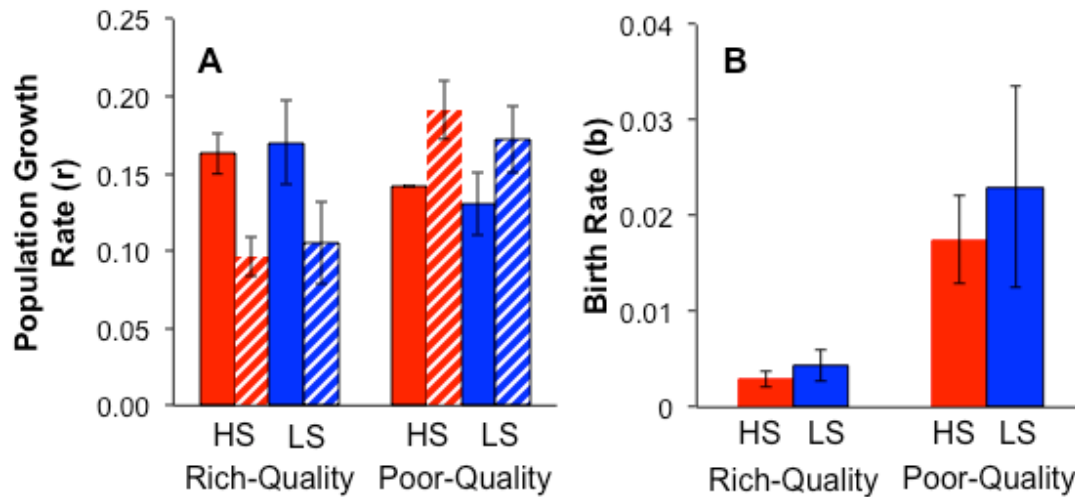 Population Growth
Rate (r)
0.25
0.20
0.15
0.10
0.05
0.00
A
HS LS HS LS
Rich-Quality Poor-Quality
Birth Rate (b)
0.04
0.03
0.02
0.01
0
B
HS LS HS LS
Rich-Quality Poor-Quality